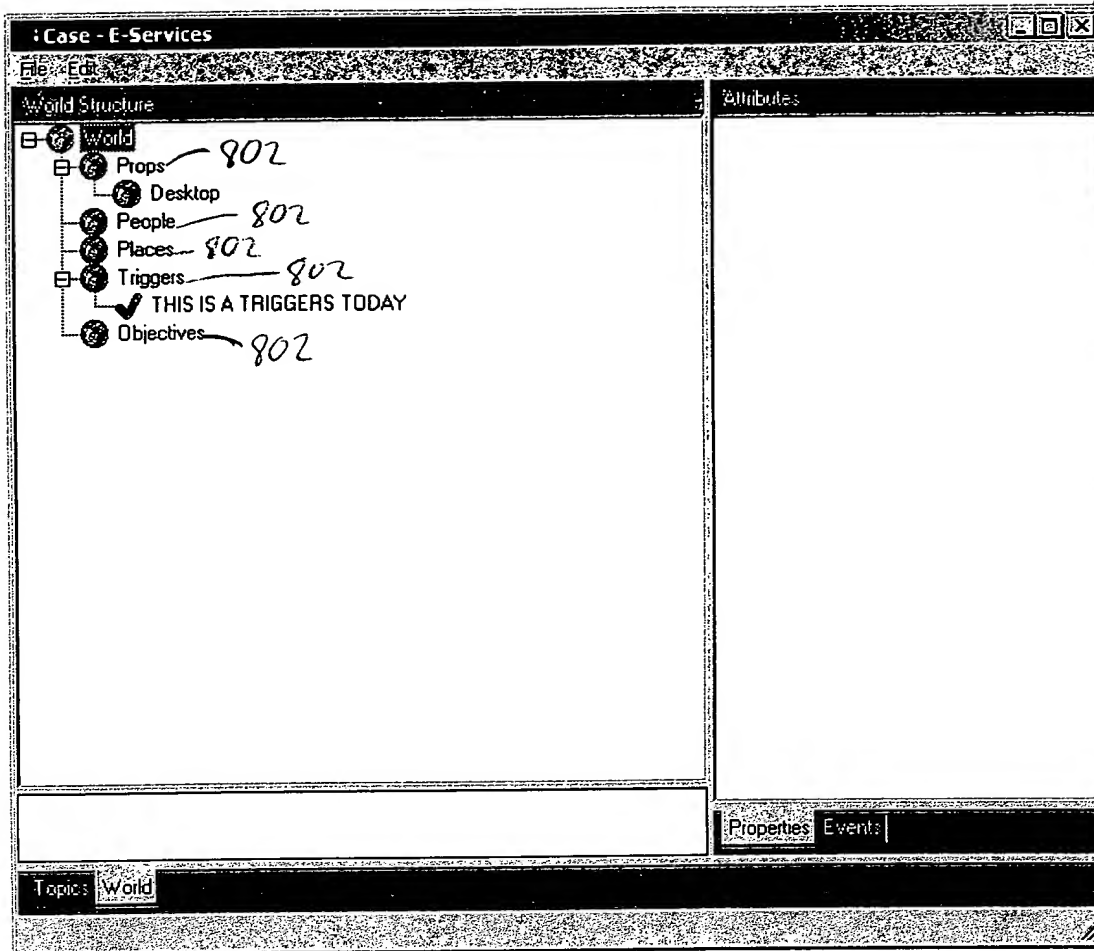 : Case - E-Services
File Edit
World Structure
Attributes
World
Props 802
Desktop
People 802
Places 802
Triggers 802
THIS IS A TRIGGERS TODAY
Objectives 802
Properties Events
Topics World